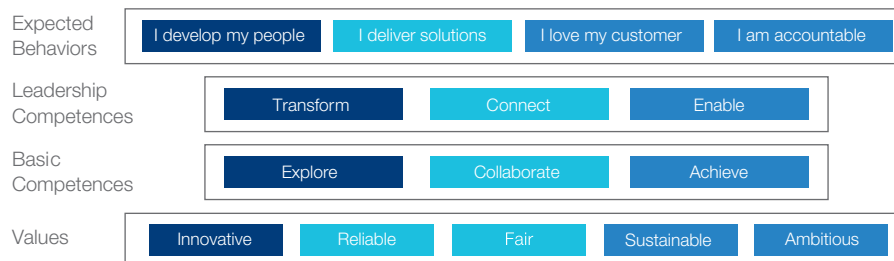 Expected
Behaviors
I develop my people
I deliver solutions
I love my customer
I am accountable
Leadership
Competences
Transform
Connect
Enable
Basic
Competences
Explore
Collaborate
Achieve
Values
Innovative
Reliable
Fair
Sustainable
Ambitious